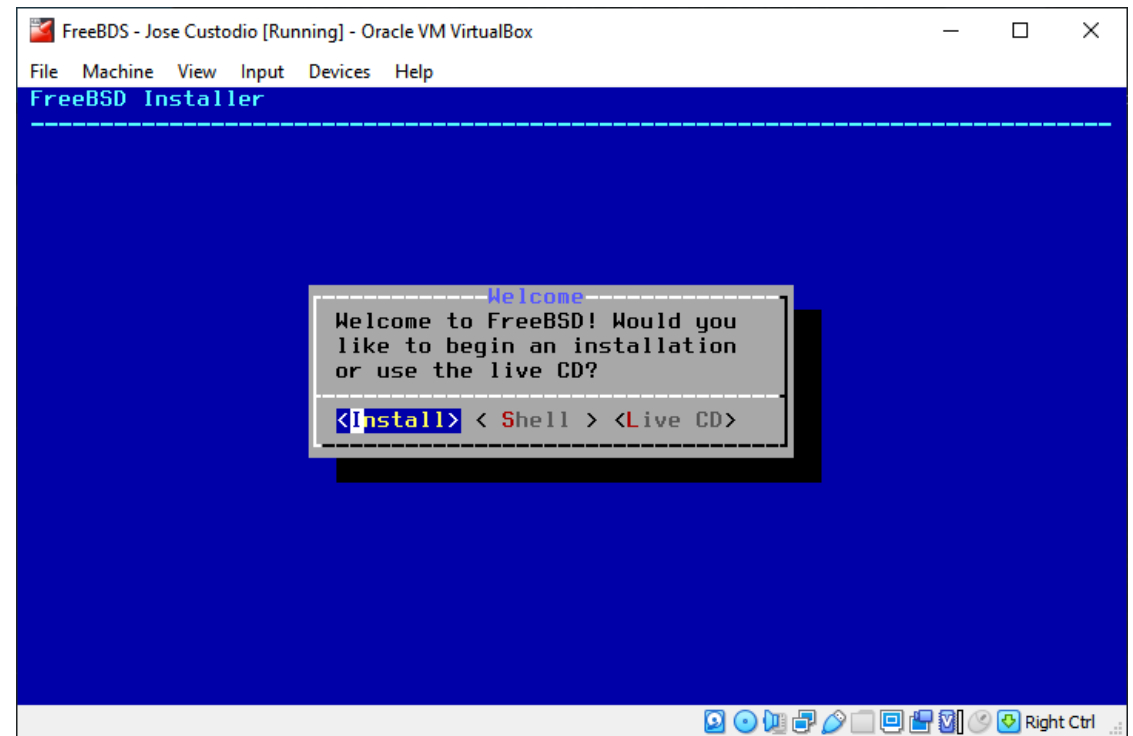 FreeBDS - Jose Custodio [Running] - Oracle VM VirtualBox
File Machine View Input Devices Help
FreeBSD Installer
Welcome
Welcome to FreeBSD! Would you
like to begin an installation
or use the live CD?
<Install> < Shell > <Live CD>
Right Ctrl